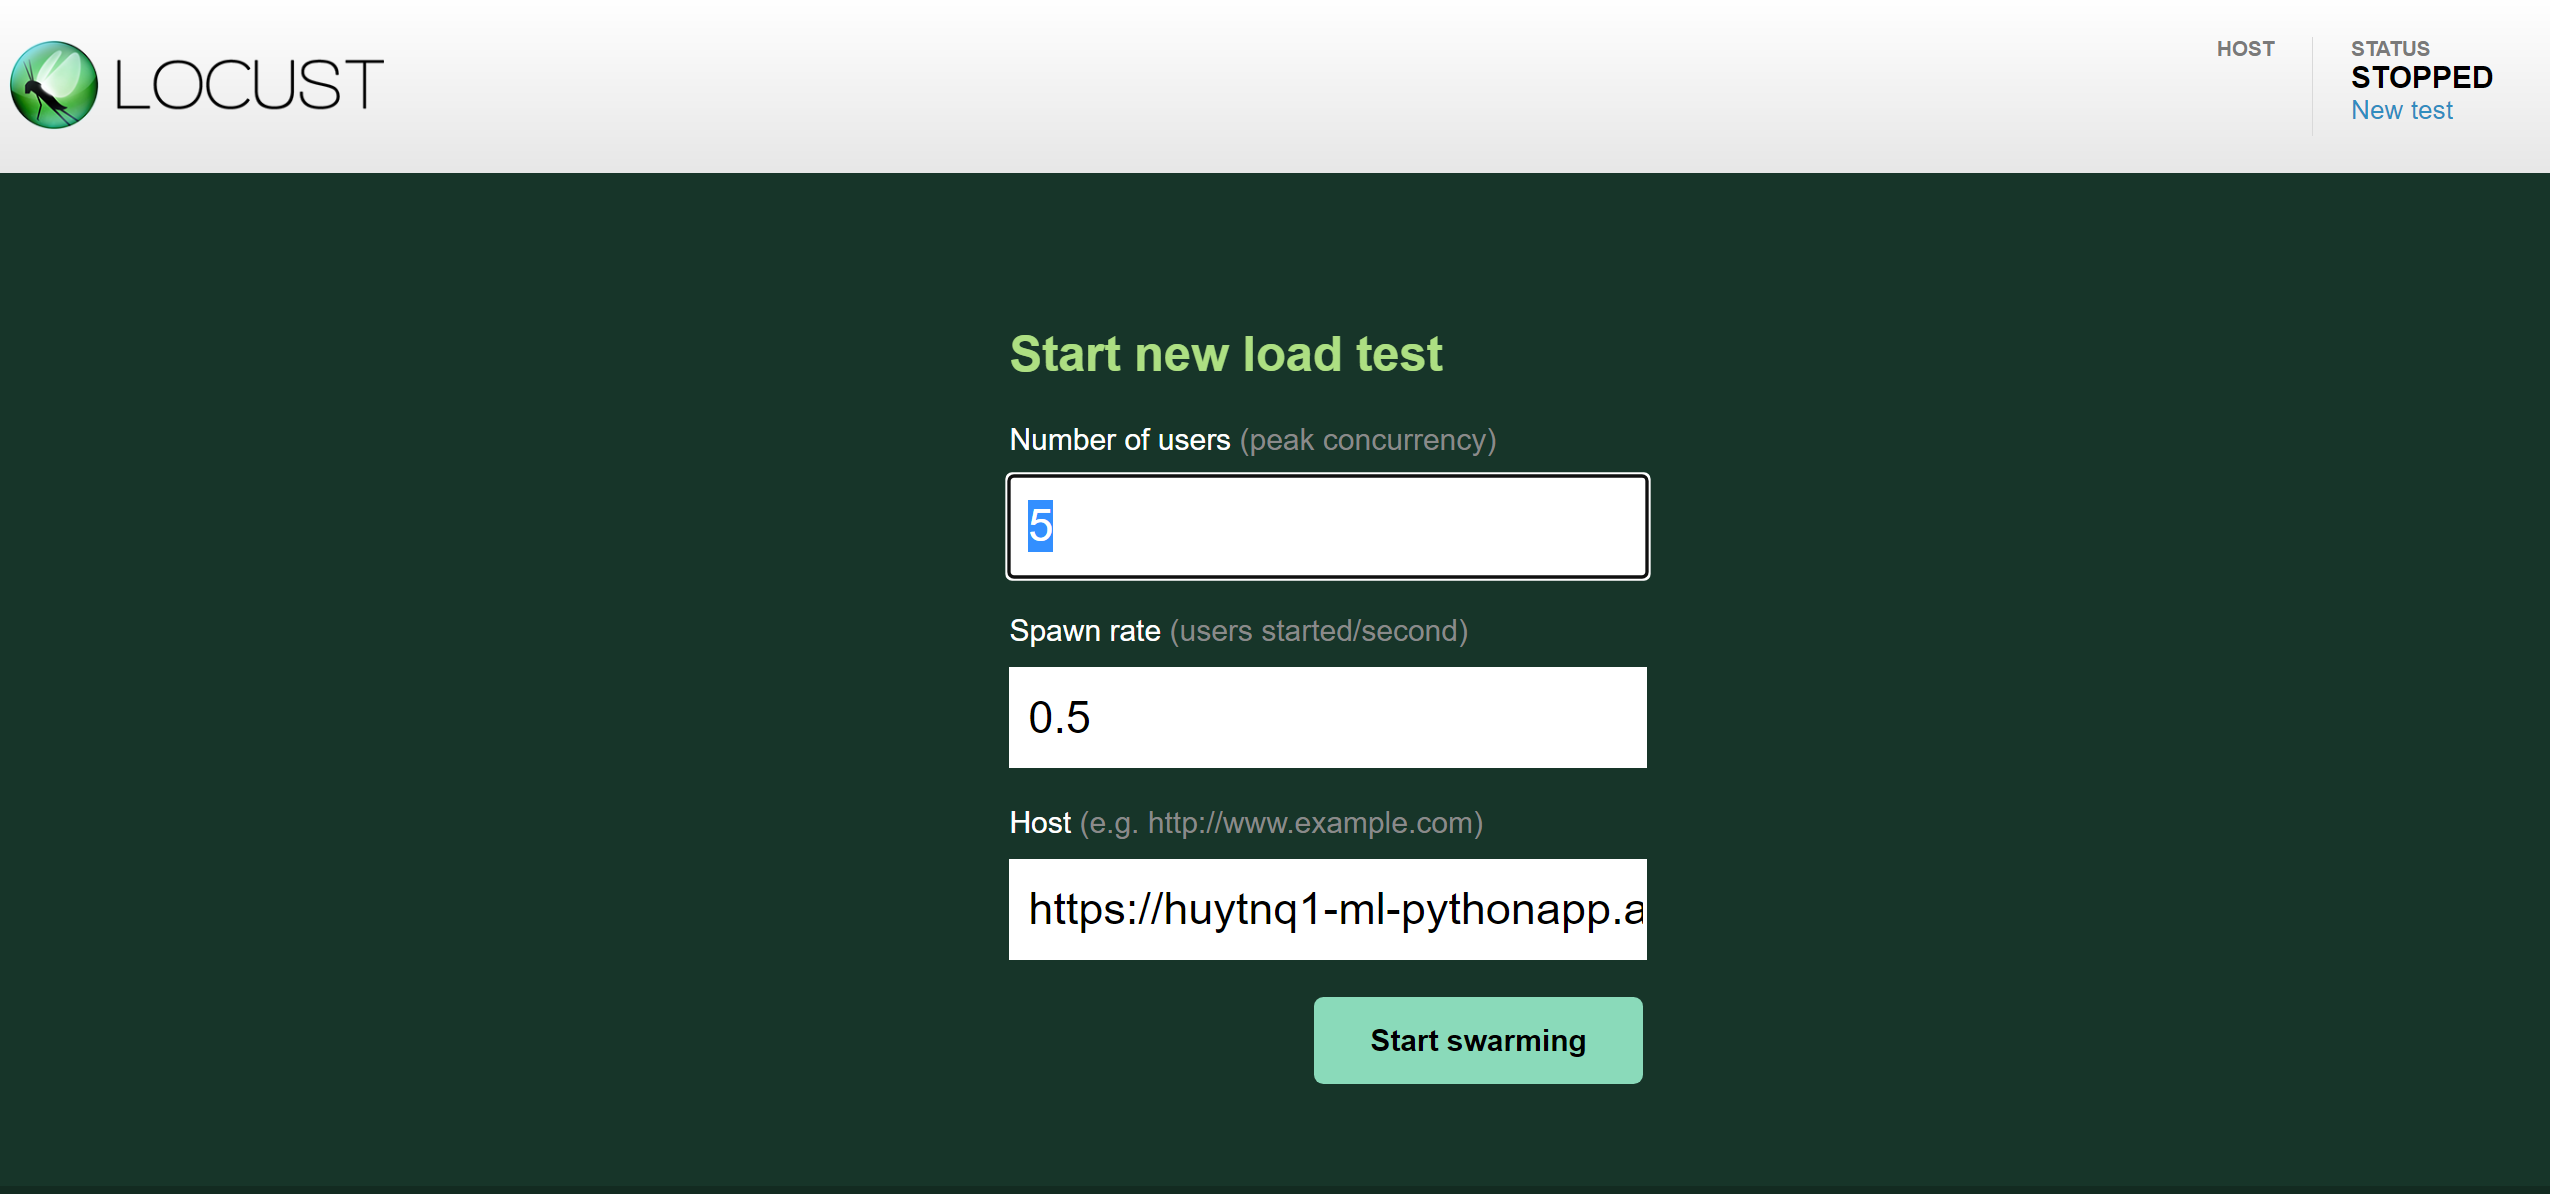 LOCUST
HOST
STATUS
STOPPED
New test
Start new load test
Number of users (peak concurrency)
5
Spawn rate (users started/second)
0.5
Host (e.g. http://www.example.com)
https://huytnq1-ml-pythonapp.a
Start swarming